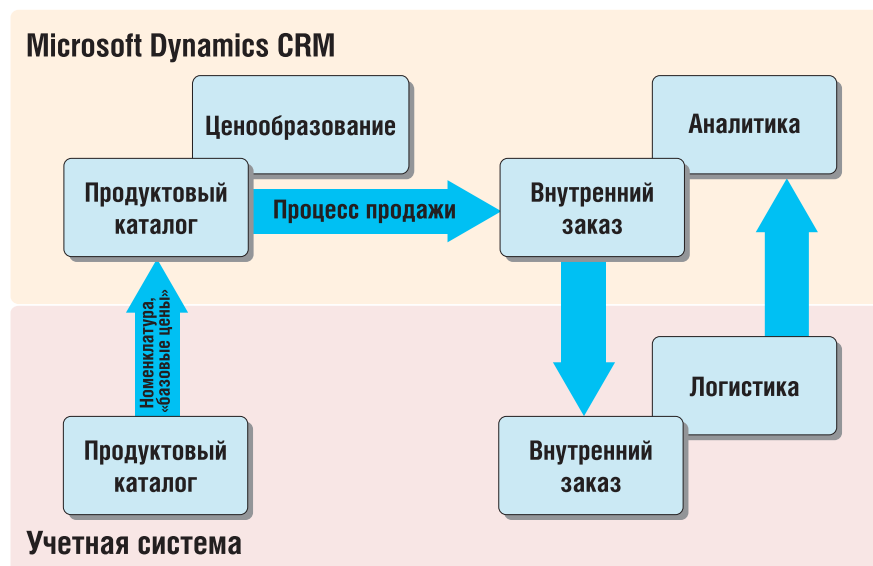 Microsoft Dynamics CRM
Ценообразование
Аналитика
Продуктовый
каталог
Процесс продажи
Внутренний
заказ
Номенклатура,
«базовые цены»
Логистика
Продуктовый
каталог
Внутренний
заказ
Учетная система